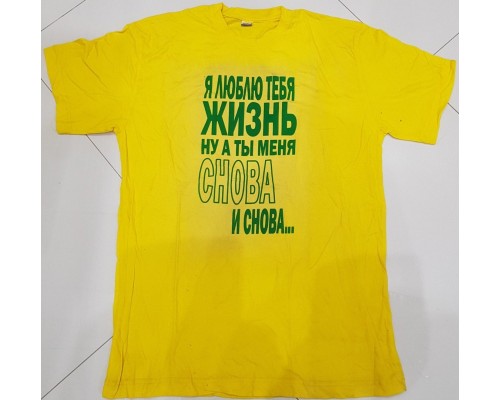 Я ЛЮБЛЮ ТЕБЯ
ЖИЗНЬ
НУ А ТЫ МЕНЯ
СНОВА
И СНОВА...